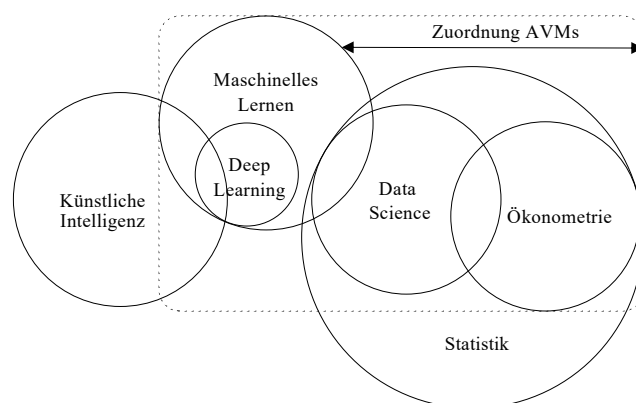 Zuordnung AVMs
Maschinelles
Lernen
Deep
Learning
Künstliche
Intelligenz
Data
Science
Ökonometrie
Statistik